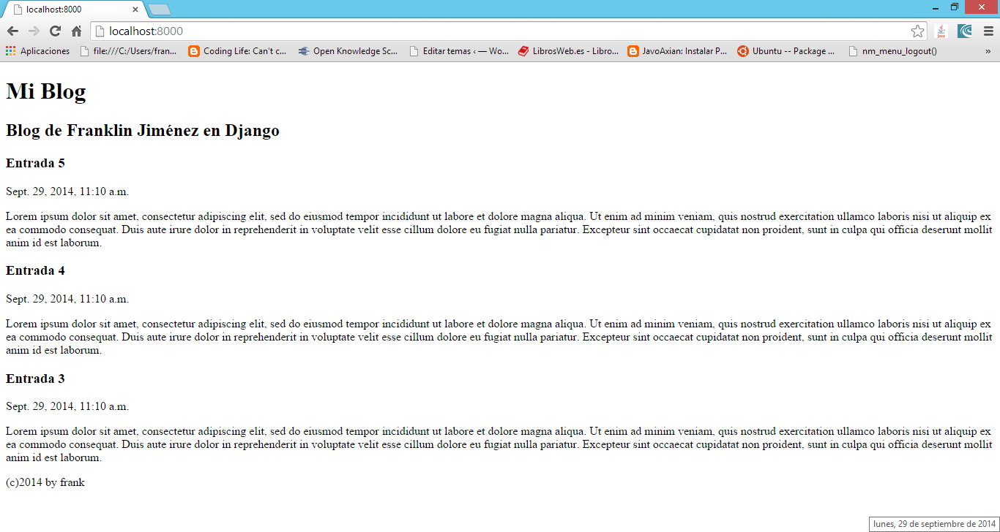 localhost:8000
localhost:8000
Aplicaciones file:///C:/Users/fran... Coding Life: Can't c... Open Knowledge Sc... Editar temas ‹ — Wo... LibrosWeb.es - Libro... JavoAxian: Instalar P... Ubuntu -- Package ... nm_menu_logout() »
Mi Blog
Blog de Franklin Jiménez en Django
Entrada 5
Sept. 29, 2014, 11:10 a.m.
Lorem ipsum dolor sit amet, consectetur adipiscing elit, sed do eiusmod tempor incididunt ut labore et dolore magna aliqua. Ut enim ad minim veniam, quis nostrud exercitation ullamco laboris nisi ut aliquip ex
ea commodo consequat. Duis aute irure dolor in reprehenderit in voluptate velit esse cillum dolore eu fugiat nulla pariatur. Excepteur sint occaecat cupidatat non proident, sunt in culpa qui officia deserunt mollit
anim id est laborum.
Entrada 4
Sept. 29, 2014, 11:10 a.m.
Lorem ipsum dolor sit amet, consectetur adipiscing elit, sed do eiusmod tempor incididunt ut labore et dolore magna aliqua. Ut enim ad minim veniam, quis nostrud exercitation ullamco laboris nisi ut aliquip ex
ea commodo consequat. Duis aute irure dolor in reprehenderit in voluptate velit esse cillum dolore eu fugiat nulla pariatur. Excepteur sint occaecat cupidatat non proident, sunt in culpa qui officia deserunt mollit
anim id est laborum.
Entrada 3
Sept. 29, 2014, 11:10 a.m.
Lorem ipsum dolor sit amet, consectetur adipiscing elit, sed do eiusmod tempor incididunt ut labore et dolore magna aliqua. Ut enim ad minim veniam, quis nostrud exercitation ullamco laboris nisi ut aliquip ex
ea commodo consequat. Duis aute irure dolor in reprehenderit in voluptate velit esse cillum dolore eu fugiat nulla pariatur. Excepteur sint occaecat cupidatat non proident, sunt in culpa qui officia deserunt mollit
anim id est laborum.
(c)2014 by frank
lunes, 29 de septiembre de 2014